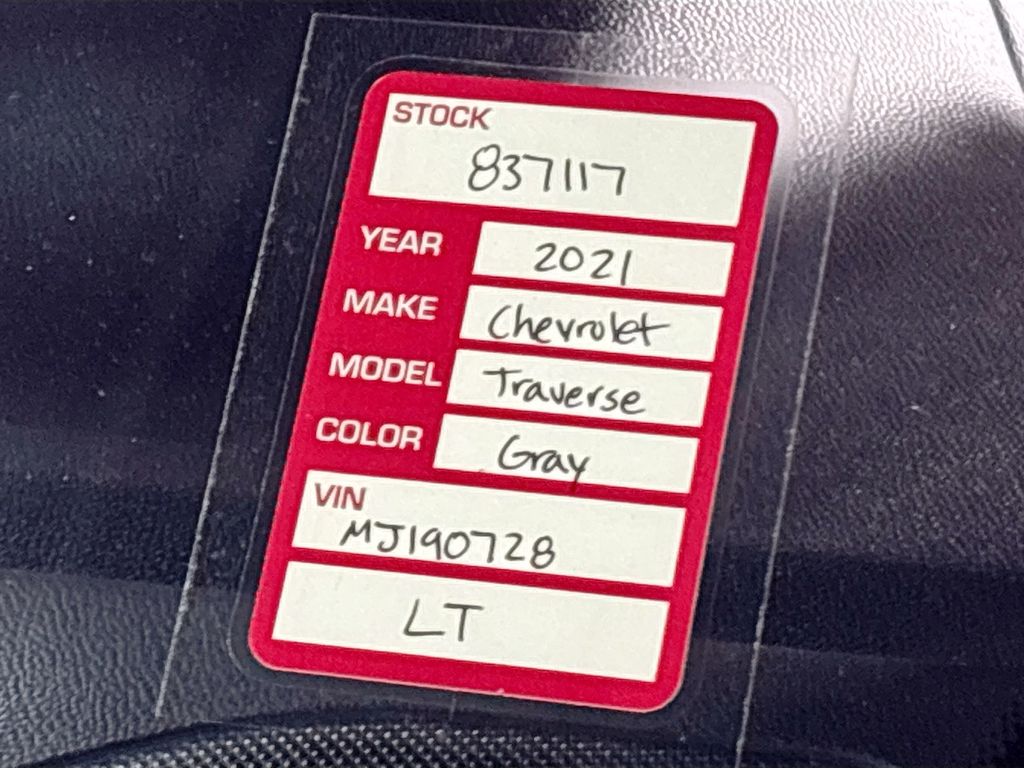 STOCK
837117
YEAR 2021
MAKE Chevrolet
MODEL Traverse
COLOR Gray
VIN
MJ190728
LT